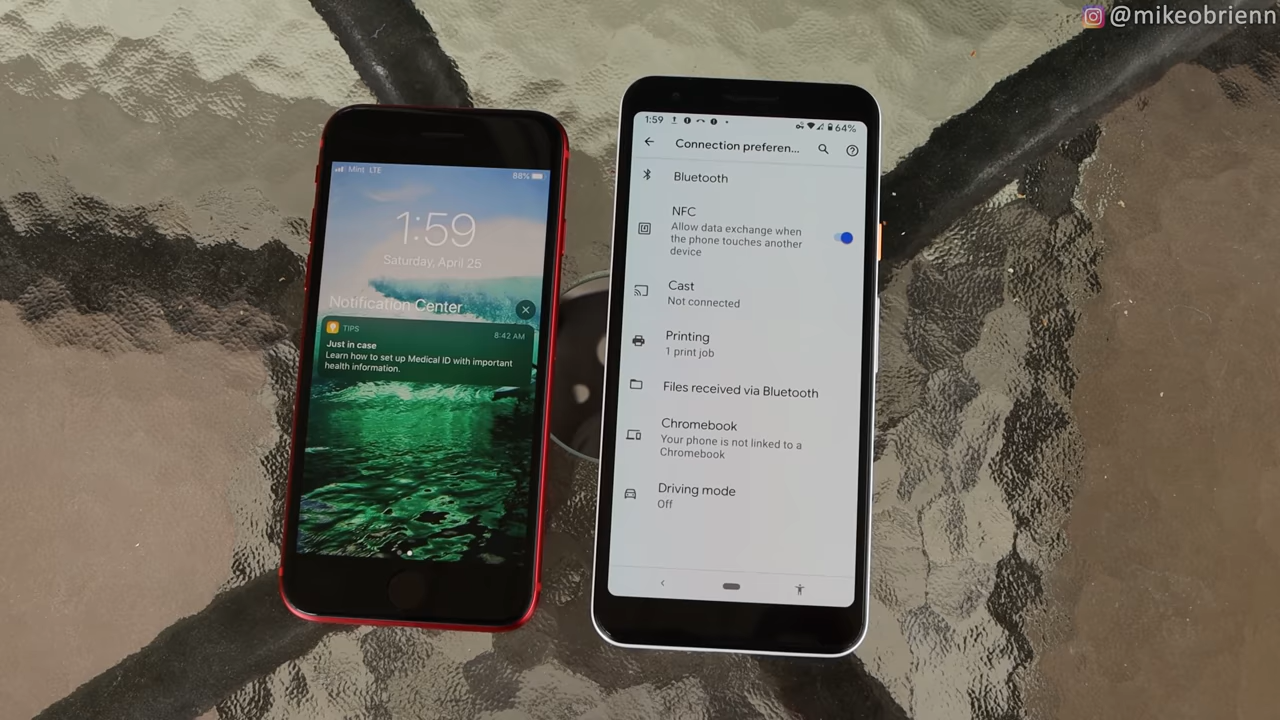 @mikeobrienn
Mint LTE
88%
1:59
Saturday, April 25
Notification Center
TIPS
8:42 AM
Just in case
Learn how to set up Medical ID with important
health information.
1:59
64%
Connection preferen...
Bluetooth
NFC
Allow data exchange when
the phone touches another
device
Cast
Not connected
Printing
1 print job
Files received via Bluetooth
Chromebook
Your phone is not linked to a
Chromebook
Driving mode
Off